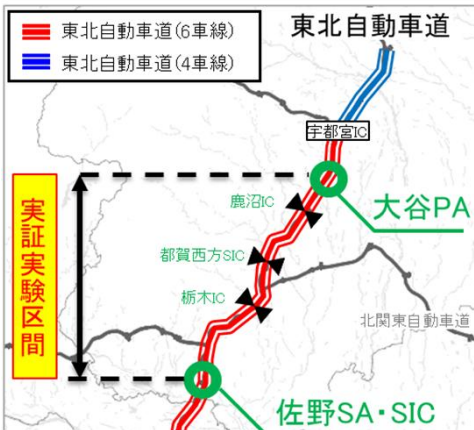 東北自動車道(6車線)
東北自動車道(4車線)
東北自動車道
宇都宮IC
大谷PA
鹿沼IC
都賀西方SIC
栃木IC
実証実験区間
北関東自動車道
佐野SA・SIC